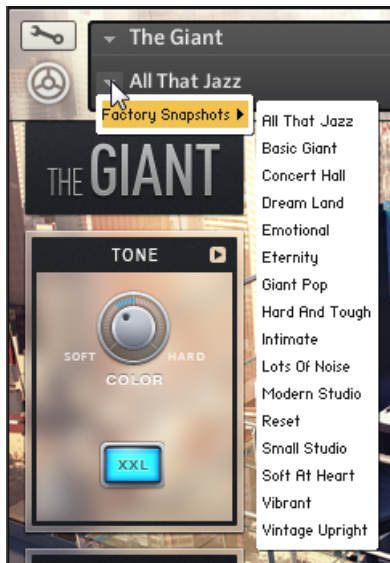 The Giant
All That Jazz
Factory Snapshots
All That Jazz
Basic Giant
Concert Hall
Dream Land
Emotional
Eternity
Giant Pop
Hard And Tough
Intimate
Lots Of Noise
Modern Studio
Reset
Small Studio
Soft At Heart
Vibrant
Vintage Upright
THE GIANT
TONE
SOFT HARD
COLOR
XXL